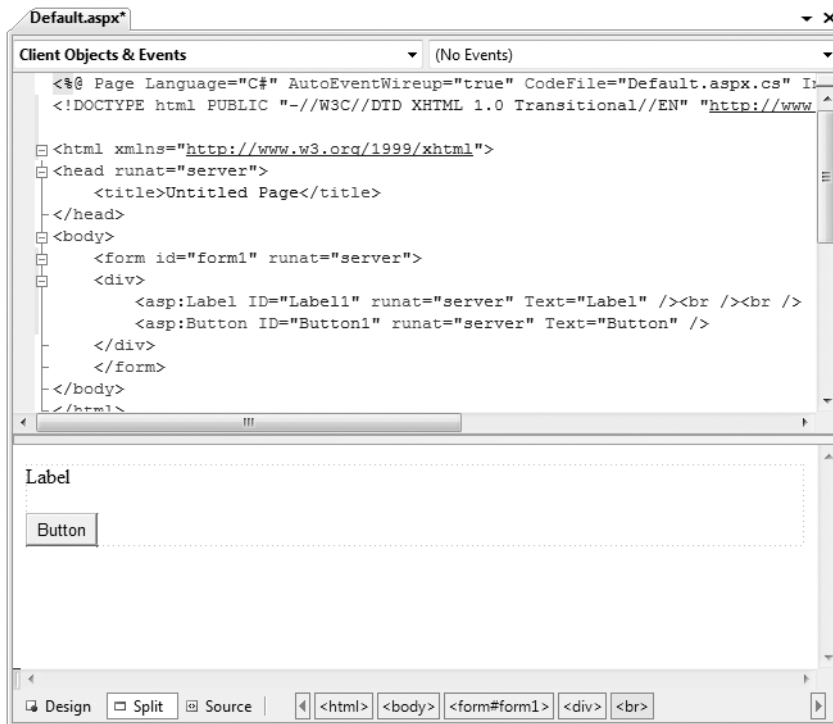 Default.aspx*
Client Objects & Events (No Events)
<%@ Page Language="C#" AutoEventWireup="true" CodeFile="Default.aspx.cs"
<!DOCTYPE html PUBLIC "-//W3C//DTD XHTML 1.0 Transitional//EN" "http://www
<html xmlns="http://www.w3.org/1999/xhtml">
<head runat="server">
<title>Untitled Page</title>
</head>
<body>
<form id="form1" runat="server">
<div>
<asp:Label ID="Label1" runat="server" Text="Label" /><br /><br />
<asp:Button ID="Button1" runat="server" Text="Button" />
</div>
</form>
</body>
</html>
Label
Button
Design Split Source <html> <body> <form#form1> <div> <br>